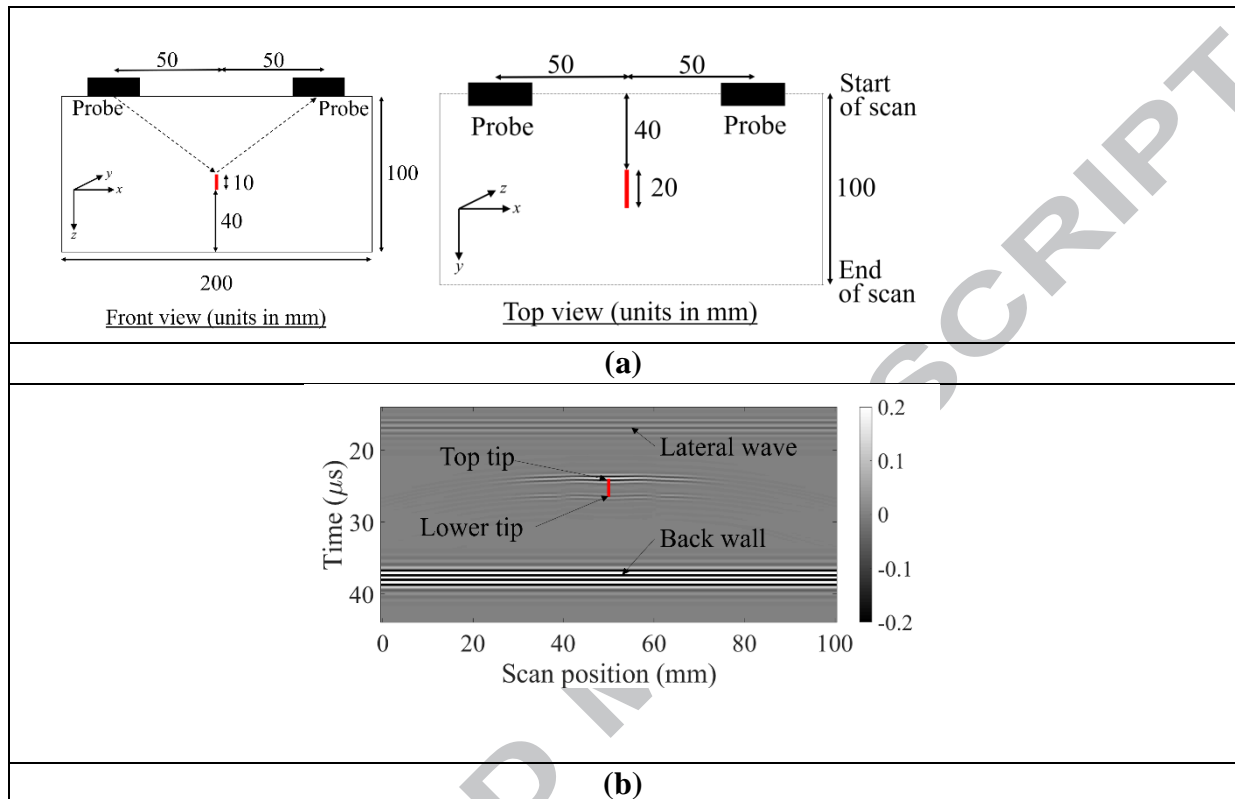 50 50
Probe Probe
10
40
100
200
x
y
z
Front view (units in mm)
50 50
Probe Probe
Start
of scan
40
20
100
x
y
z
End
of scan
Top view (units in mm)
(a)
Lateral wave
Top tip
Lower tip
Back wall
Time (μs)
20
30
40
0 20 40 60 80 100
Scan position (mm)
0.2
0.1
0
-0.1
-0.2
(b)
SCRIPT
D M